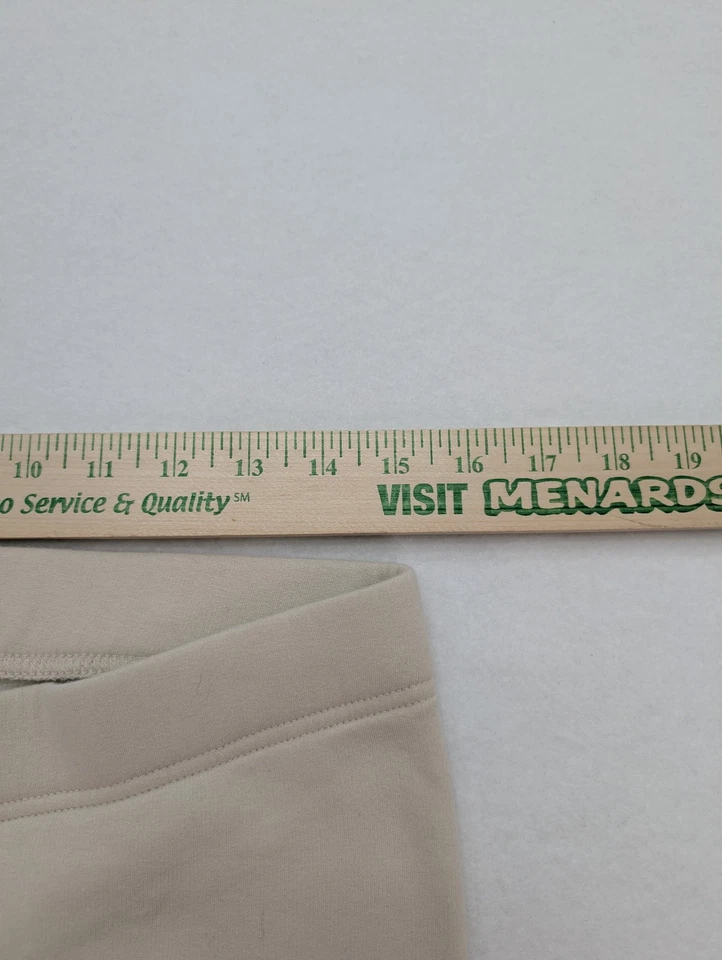 10 11 12 13 14 15 16 17 18 19
o Service & Quality SM VISIT MENARDS